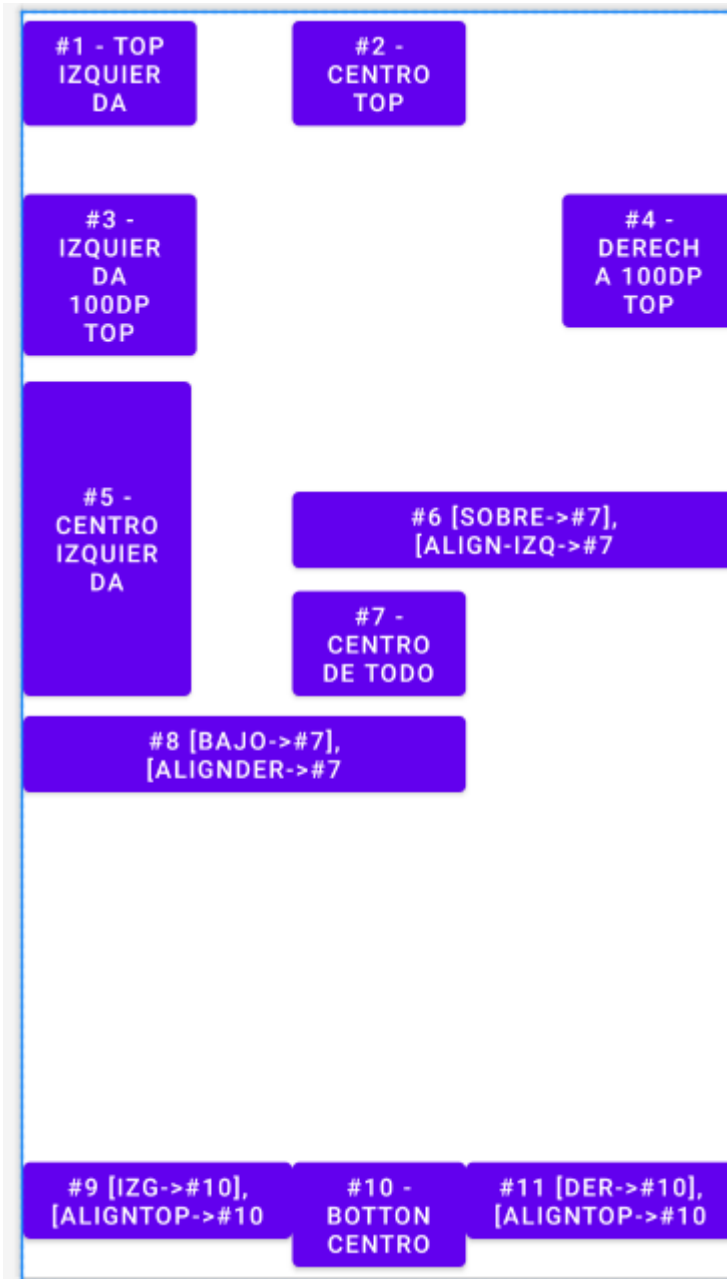 #1 - TOP
IZQUIER
DA
#2 -
CENTRO
TOP
#3 -
IZQUIER
DA
100DP
TOP
#4 -
DERECH
A 100DP
TOP
#5 -
CENTRO
IZQUIER
DA
#6 [SOBRE->#7],
[ALIGN-IZQ->#7
#7 -
CENTRO
DE TODO
#8 [BAJO->#7],
[ALIGNDER->#7
#9 [IZG->#10],
[ALIGNTOP->#10
#10 -
BOTTON
CENTRO
#11 [DER->#10],
[ALIGNTOP->#10